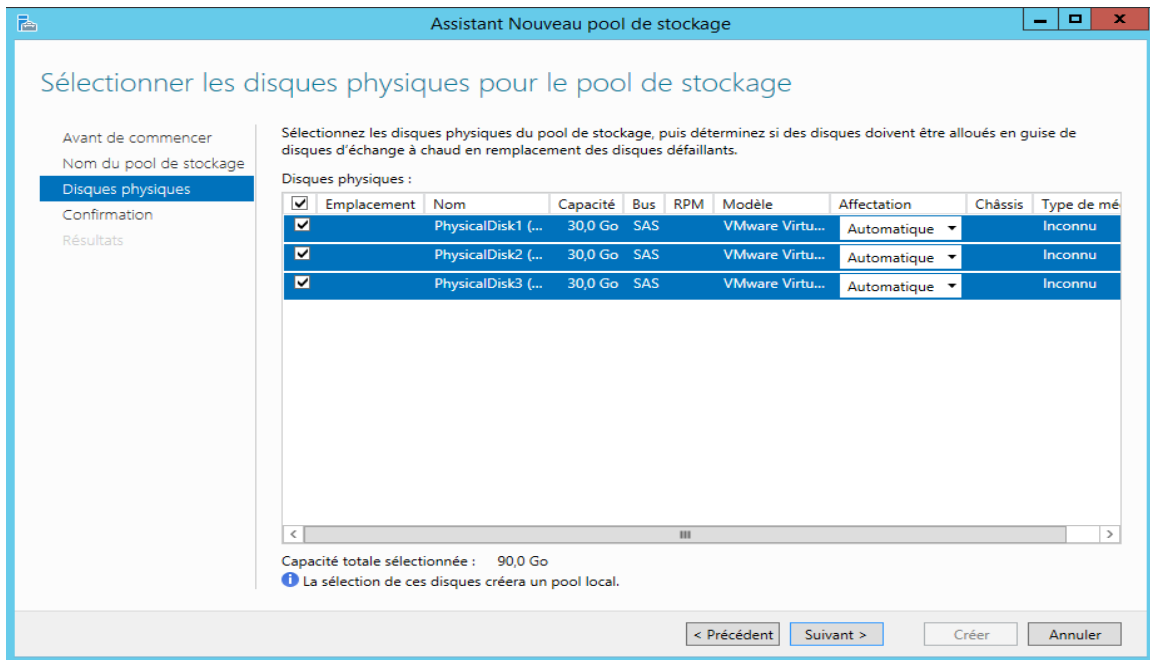 Assistant Nouveau pool de stockage
Sélectionner les disques physiques pour le pool de stockage
Avant de commencer
Nom du pool de stockage
Disques physiques
Confirmation
Résultats
Sélectionnez les disques physiques du pool de stockage, puis déterminez si des disques doivent être alloués en guise de
disques d'échange à chaud en remplacement des disques défaillants.
Disques physiques :
Emplacement Nom Capacité Bus RPM Modèle Affectation Châssis Type de mé
PhysicalDisk1 (... 30,0 Go SAS VMware Virtu... Automatique Inconnu
PhysicalDisk2 (... 30,0 Go SAS VMware Virtu... Automatique Inconnu
PhysicalDisk3 (... 30,0 Go SAS VMware Virtu... Automatique Inconnu
Capacité totale sélectionnée : 90,0 Go
La sélection de ces disques créera un pool local.
< Précédent Suivant > Créer Annuler